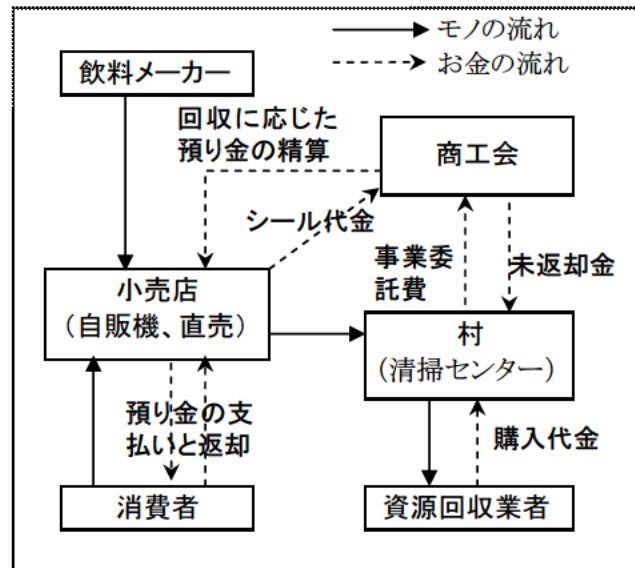 モノの流れ
お金の流れ
飲料メーカー
回収に応じた
預り金の精算
商工会
シール代金
事業委
託費
未返却金
小売店
（自販機、直売）
村
（清掃センター）
預り金の支
払いと返却
購入代金
消費者
資源回収業者